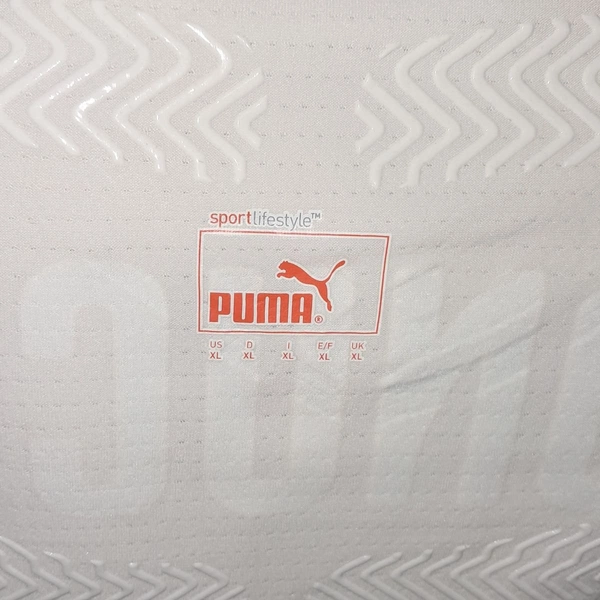 sportlifestyle™
PUMA®
US D I E/F UK
XL XL XL XL XL